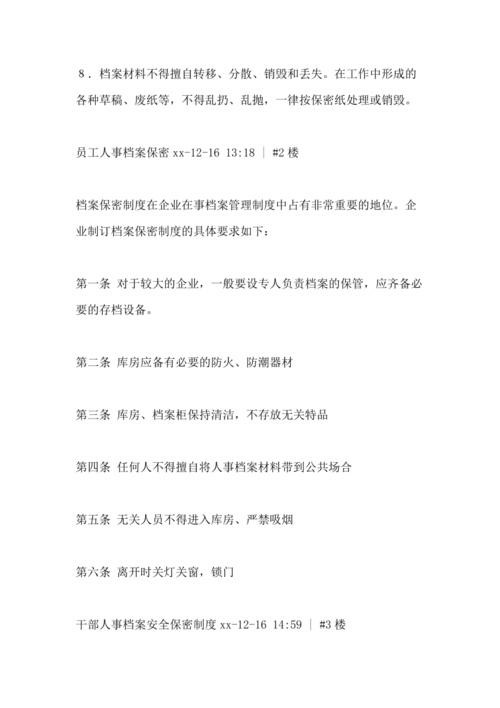 ８．档案材料不得擅自转移、分散、销毁和丢失。在工作中形成的
各种草稿、废纸等，不得乱扔、乱抛，一律按保密纸处理或销毁。
员工人事档案保密 xx-12-16 13:18 | #2 楼
档案保密制度在企业在事档案管理制度中占有非常重要的地位。企
业制订档案保密制度的具体要求如下：
第一条 对于较大的企业，一般要设专人负责档案的保管，应齐备必
要的存档设备。
第二条 库房应备有必要的防火、防潮器材
第三条 库房、档案柜保持清洁，不存放无关特品
第四条 任何人不得擅自将人事档案材料带到公共场合
第五条 无关人员不得进入库房、严禁吸烟
第六条 离开时关灯关窗，锁门
干部人事档案安全保密制度 xx-12-16 14:59 | #3 楼